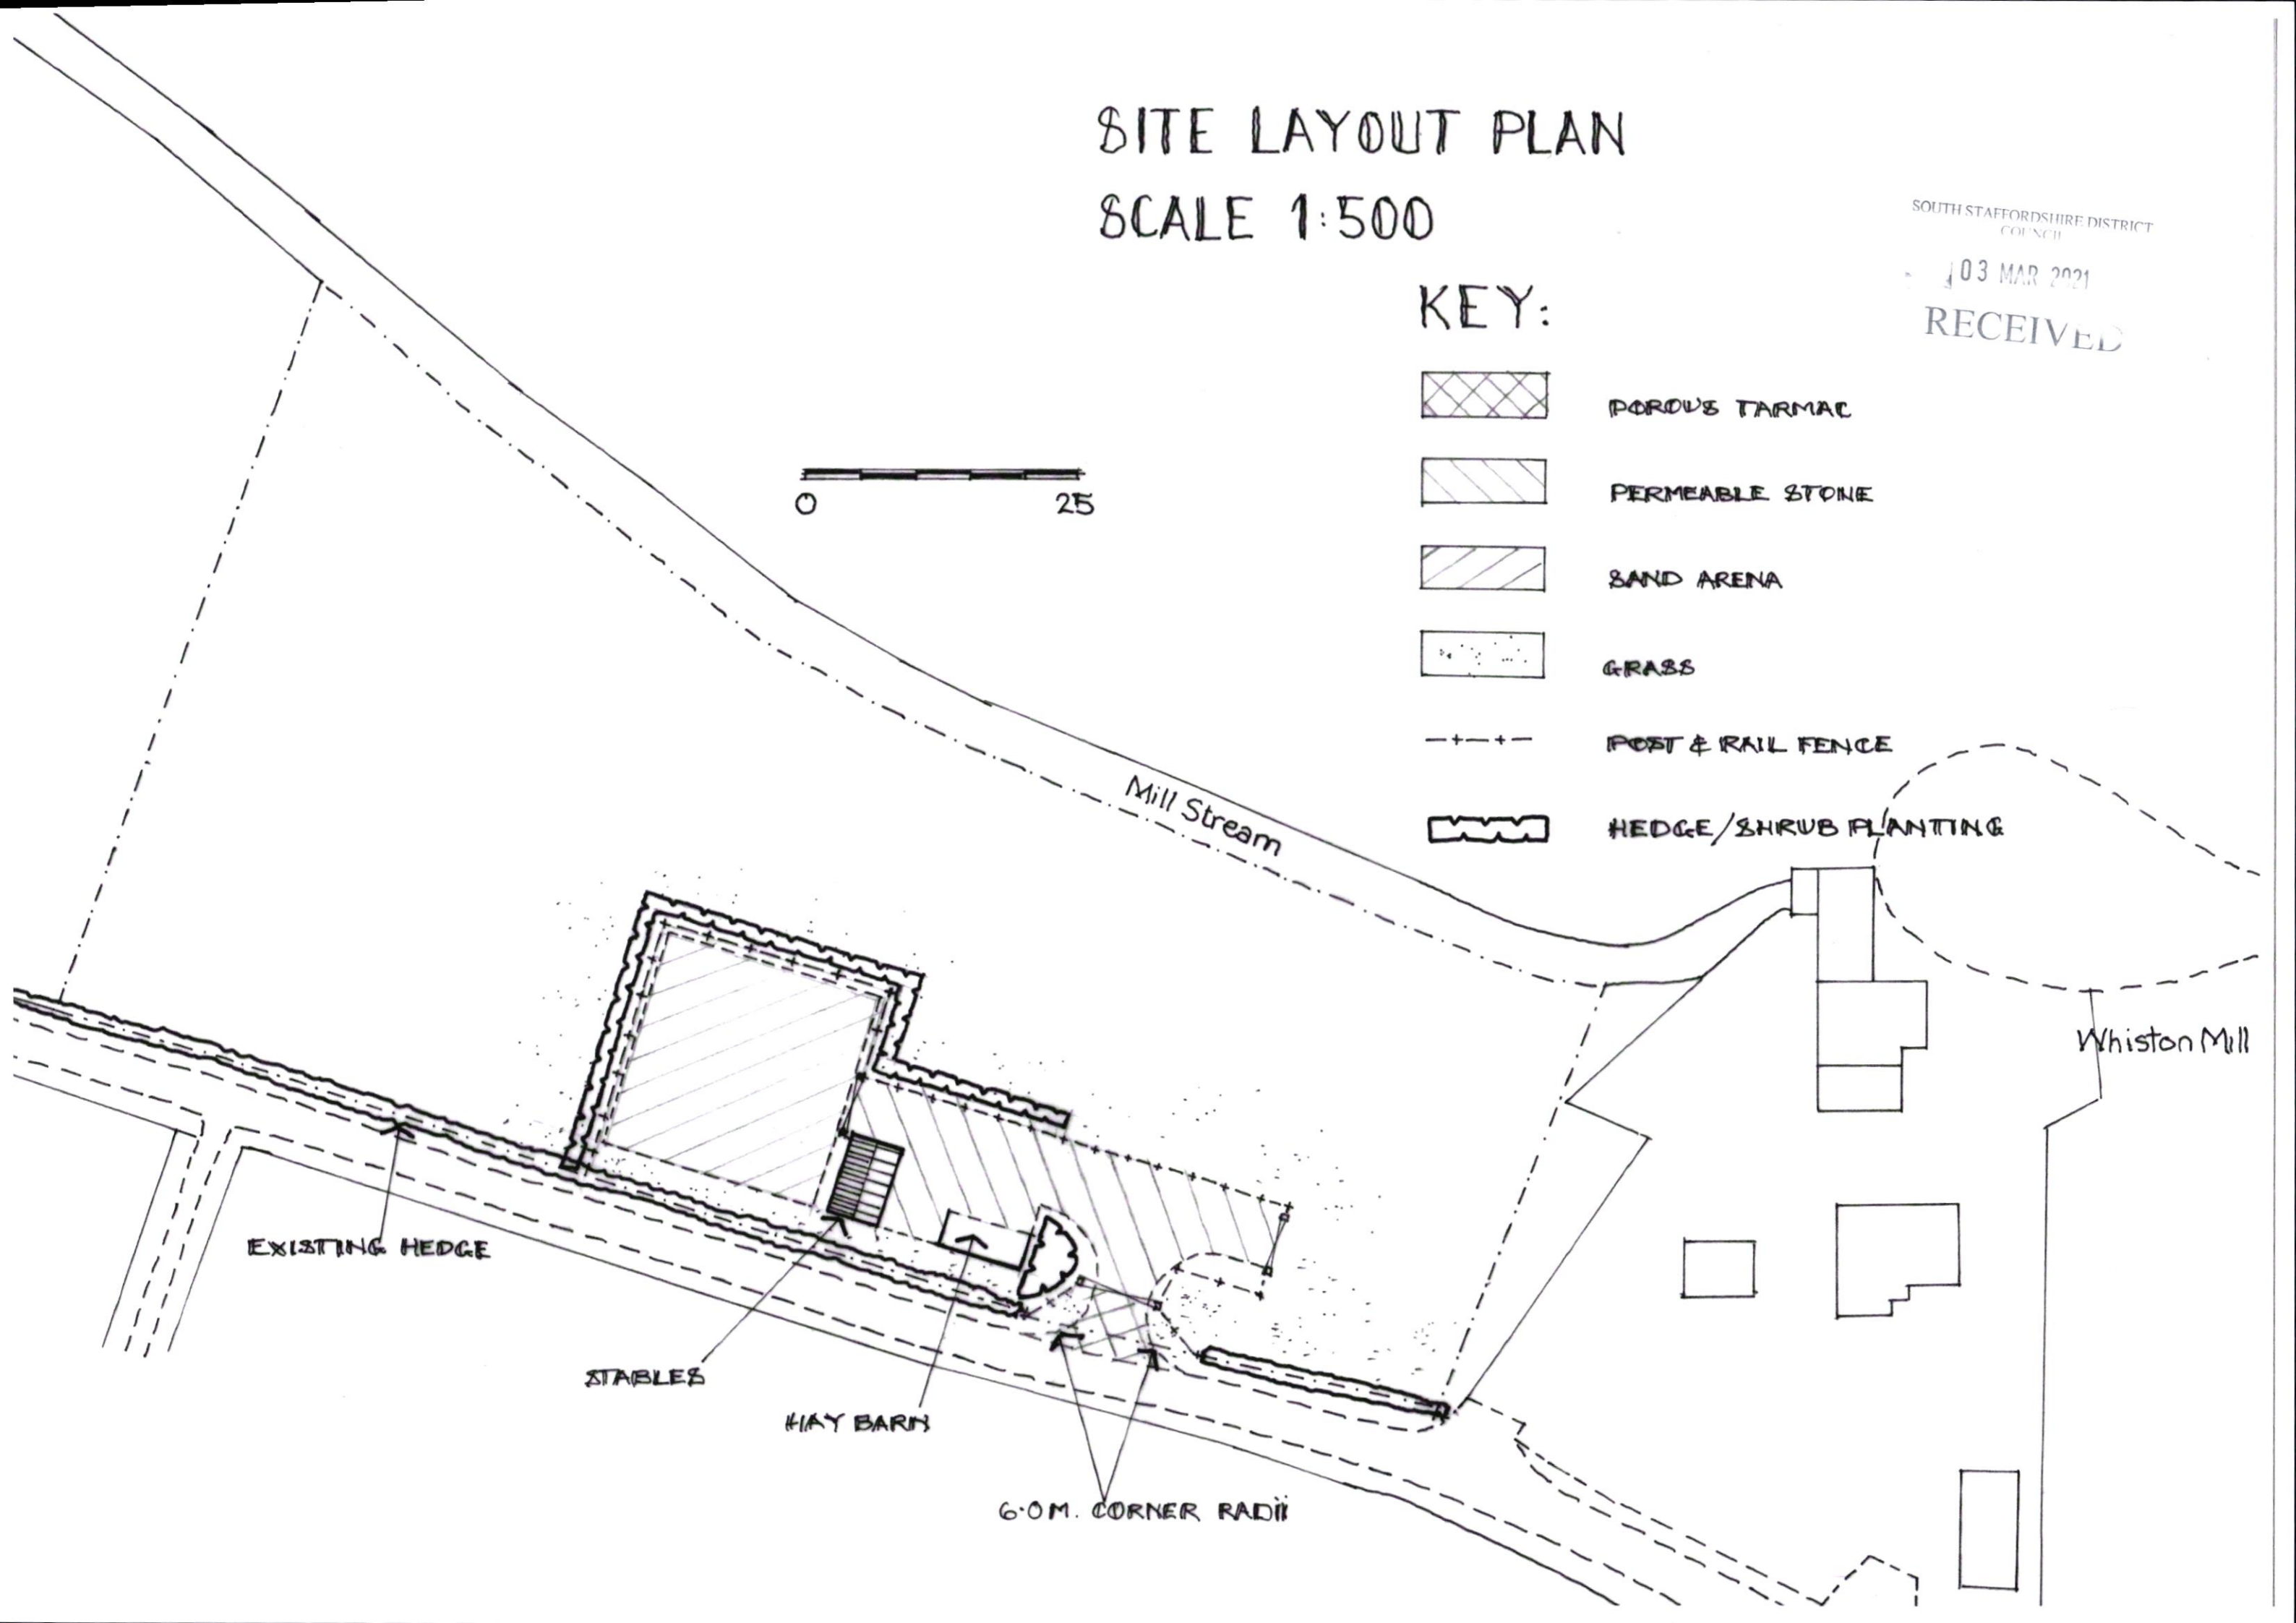 SITE LAYOUT PLAN
SCALE 1:500
SOUTH STAFFORDSHIRE DISTRICT
COUNCIL
03 MAR 2021
RECEIVED
KEY:
POROUS TARMAC
PERMEABLE STONE
SAND ARENA
GRASS
POST & RAIL FENCE
HEDGE/SHRUB PLANTING
0 25
Mill Stream
Whiston Mill
EXISTING HEDGE
STABLES
HAY BARN
6·0M. CORNER RADII